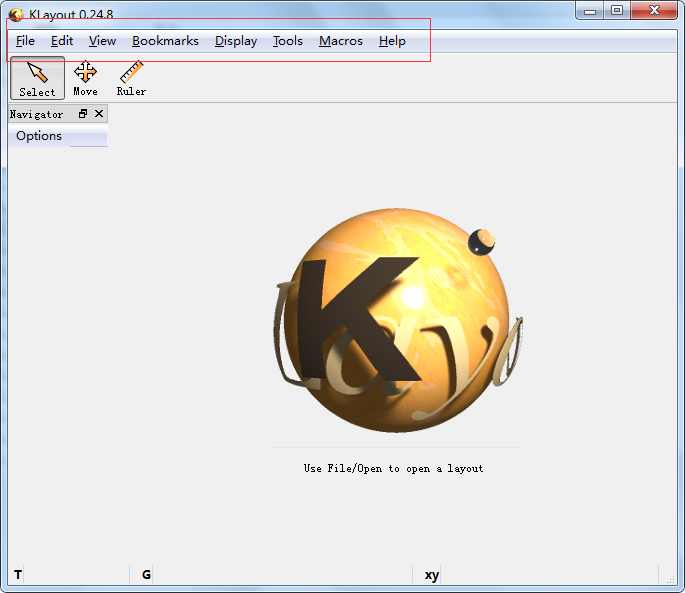 KLayout 0.24.8
File Edit View Bookmarks Display Tools Macros Help
Select Move Ruler
Navigator
Options
K
Layo
Use File/Open to open a layout
T G xy